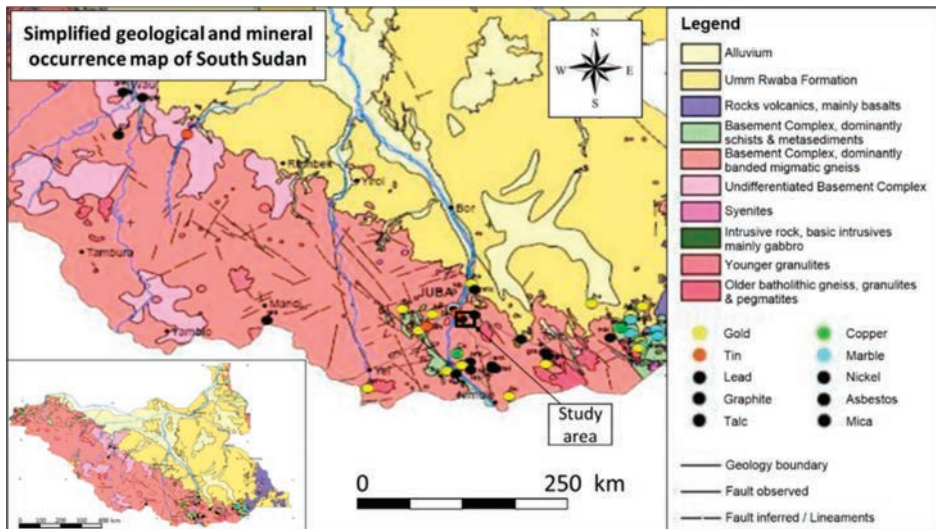 Simplified geological and mineral
occurrence map of South Sudan
N
W
E
S
Rumbek
Yirol
Bor
Tambura
JUBA
Maridi
Yambio
Yei
Nimule
Study
area
0
250 km
Legend
Alluvium
Umm Rwaba Formation
Rocks volcanics, mainly basalts
Basement Complex, dominantly
schists & metasediments
Basement Complex, dominantly
banded migmatic gneiss
Undifferentiated Basement Complex
Syenites
Intrusive rock, basic intrusives
mainly gabbro
Younger granulites
Older batholithic gneiss, granulites
& pegmatites
Gold
Copper
Tin
Marble
Lead
Nickel
Graphite
Asbestos
Talc
Mica
Geology boundary
Fault observed
Fault inferred / Lineaments